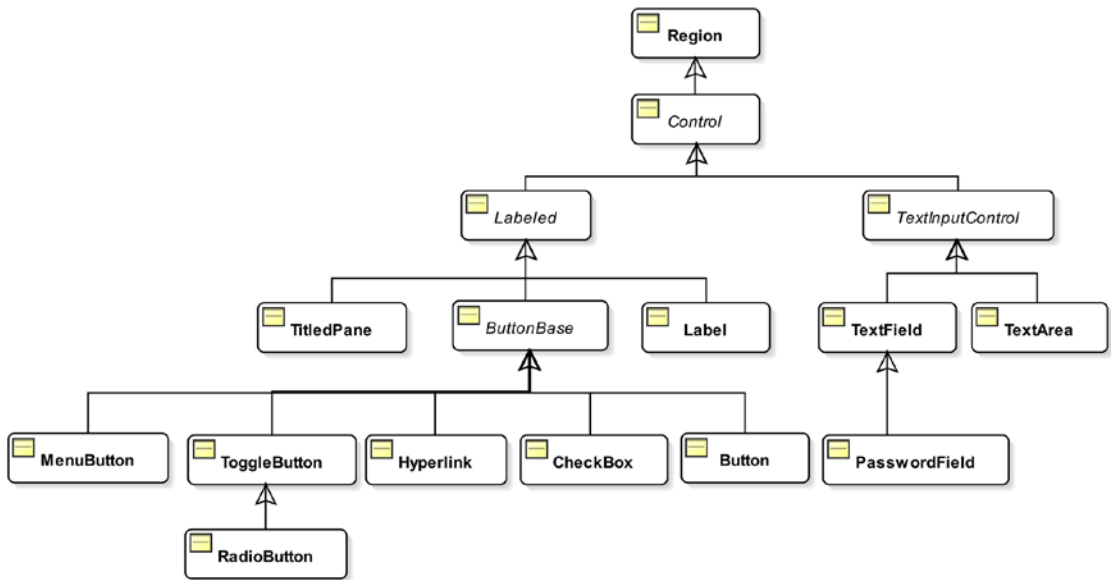 Region
Control
Labeled
TextInputControl
TitledPane
ButtonBase
Label
TextField
TextArea
MenuButton
ToggleButton
Hyperlink
CheckBox
Button
PasswordField
RadioButton